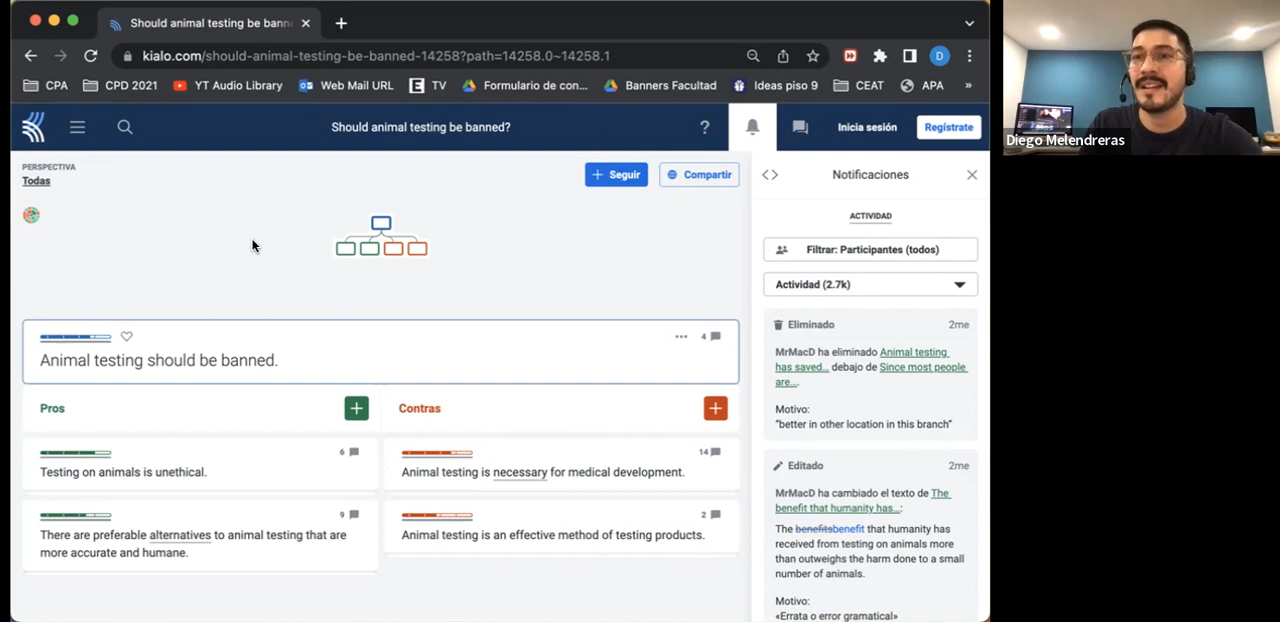 Should animal testing be bann
kialo.com/should-animal-testing-be-banned-14258?path=14258.0~14258.1
D
CPA
CPD 2021
YT Audio Library
Web Mail URL
TV
Formulario de con...
Banners Facultad
Ideas piso 9
CEAT
APA
»
Should animal testing be banned?
?
Inicia sesión
Regístrate
PERSPECTIVA
Todas
+ Seguir
Compartir
Animal testing should be banned.
4
Pros
Contras
6
Testing on animals is unethical.
14
Animal testing is necessary for medical development.
9
There are preferable alternatives to animal testing that are
more accurate and humane.
2
Animal testing is an effective method of testing products.
Notificaciones
ACTIVIDAD
Filtrar: Participantes (todos)
Actividad (2.7k)
Eliminado 2me
MrMacD ha eliminado Animal testing
has saved... debajo de Since most people
are....
Motivo:
"better in other location in this branch"
Editado 2me
MrMacD ha cambiado el texto de The
benefit that humanity has...:
The benefitsbenefit that humanity has
received from testing on animals more
than outweighs the harm done to a small
number of animals.
Motivo:
«Errata o error gramatical»
Diego Melendreras